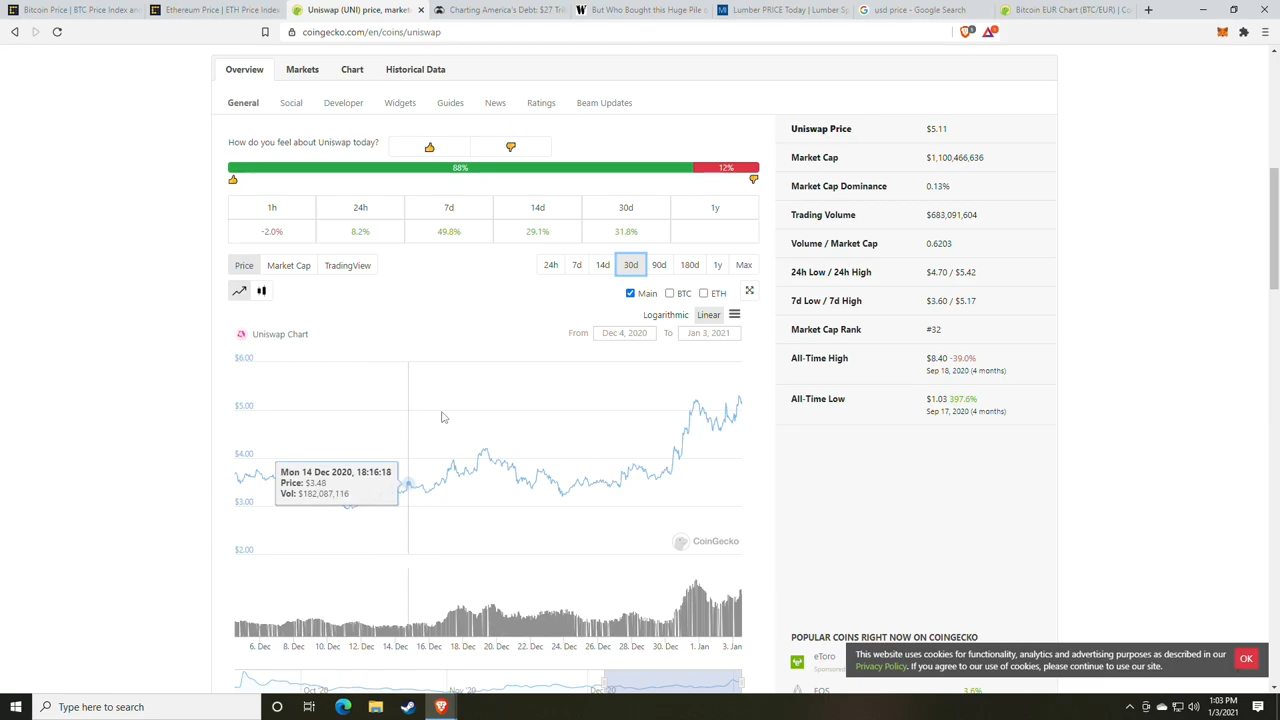 Bitcoin Price | BTC Price Index and
Ethereum Price | ETH Price Index
Uniswap (UNI) price, market
Charting America's Debt: $27 Tri
But Who Bought this Huge Pile o
Lumber PRICE Today | Lumber Sp
usd price - Google Search
Bitcoin EUR Chart (BTC/EUR) | Co
coingecko.com/en/coins/uniswap
Overview Markets Chart Historical Data
General Social Developer Widgets Guides News Ratings Beam Updates
How do you feel about Uniswap today?
88% 12%
1h 24h 7d 14d 30d 1y
-2.0% 8.2% 49.8% 29.1% 31.8%
Price Market Cap TradingView
24h 7d 14d 30d 90d 180d 1y Max
Main BTC ETH
Logarithmic Linear
Uniswap Chart
From Dec 4, 2020 To Jan 3, 2021
$6.00
$5.00
$4.00
$3.00
$2.00
Mon 14 Dec 2020, 18:16:18
Price: $3.48
Vol: $182,087,116
CoinGecko
6. Dec 8. Dec 10. Dec 12. Dec 14. Dec 16. Dec 18. Dec 20. Dec 22. Dec 24. Dec 26. Dec 28. Dec 30. Dec 1. Jan 3. Jan
Oct '20 Nov '20 Dec
Uniswap Price $5.11
Market Cap $1,100,466,636
Market Cap Dominance 0.13%
Trading Volume $683,091,604
Volume / Market Cap 0.6203
24h Low / 24h High $4.70 / $5.42
7d Low / 7d High $3.60 / $5.17
Market Cap Rank #32
All-Time High $8.40 -39.0%
Sep 18, 2020 (4 months)
All-Time Low $1.03 397.6%
Sep 17, 2020 (4 months)
POPULAR COINS RIGHT NOW ON COINGECKO
eToro
Sponsored
EOS 3.6%
This website uses cookies for functionality, analytics and advertising purposes as described in our
Privacy Policy. If you agree to our use of cookies, please continue to use our site.
OK
Type here to search
1:03 PM
1/3/2021